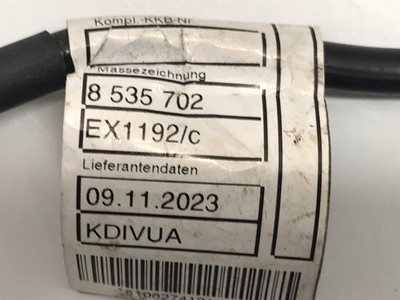 Kompl.-KKB-Nr
Massezeichnung
8 535 702
EX1192/c
Lieferantendaten
09.11.2023
KDIVUA